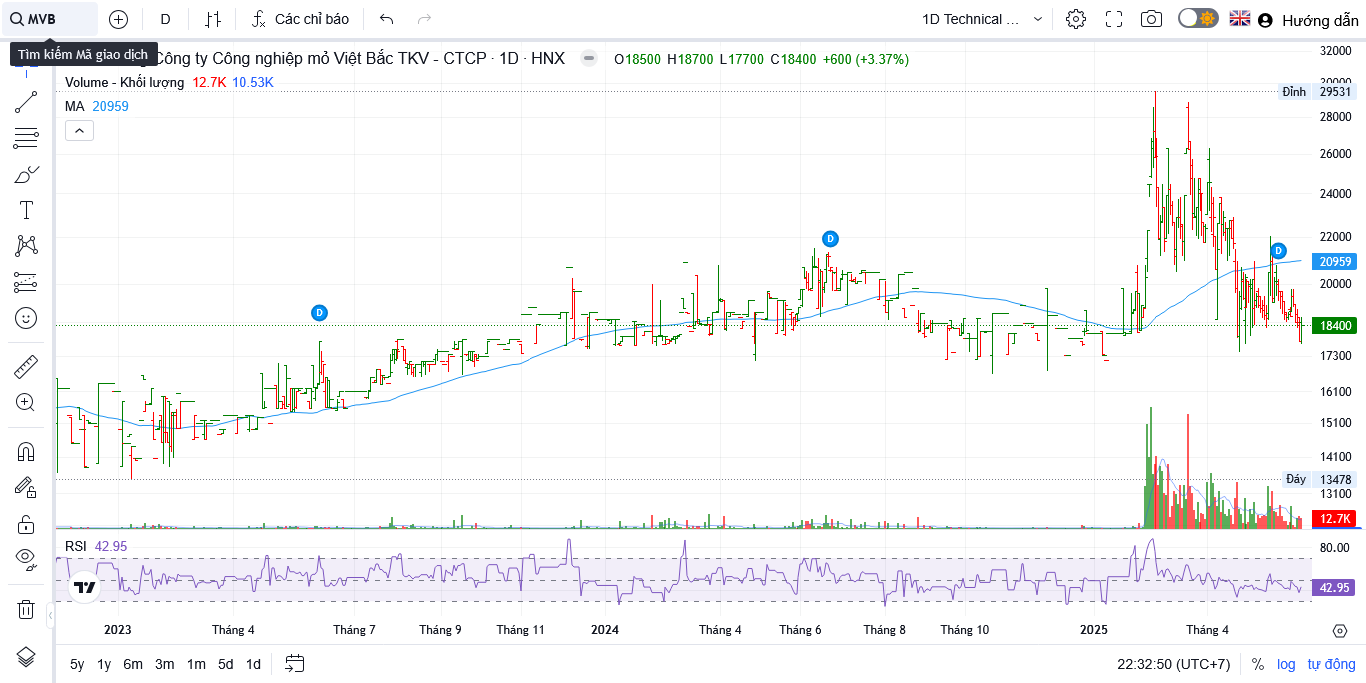 MVB
D
Các chỉ báo
1D Technical ...
Hướng dẫn
Tìm kiếm Mã giao dịch
Công ty Công nghiệp mỏ Việt Bắc TKV - CTCP · 1D · HNX
O18500 H18700 L17700 C18400 +600 (+3.37%)
Volume - Khối lượng 12.7K 10.53K
MA 20959
32000
30000
Đỉnh 29531
28000
26000
24000
22000
20959
20000
18400
17300
16100
15100
14100
Đáy 13478
13100
12.7K
D
D
D
RSI 42.95
80.00
42.95
2023
Tháng 4
Tháng 7
Tháng 9
Tháng 11
2024
Tháng 4
Tháng 6
Tháng 8
Tháng 10
2025
Tháng 4
5y 1y 6m 3m 1m 5d 1d
22:32:50 (UTC+7)
% log tự động